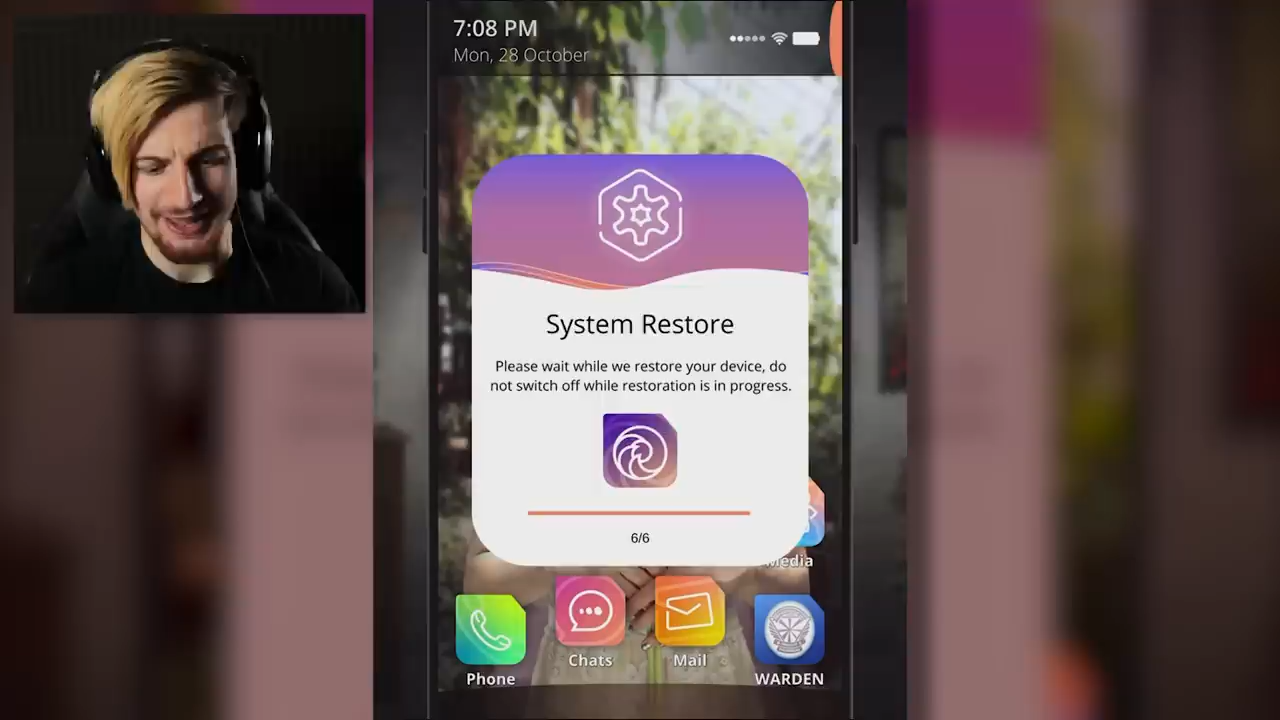 7:08 PM
Mon, 28 October
System Restore
Please wait while we restore your device, do
not switch off while restoration is in progress.
6/6
Media
Chats
Mail
Phone
WARDEN